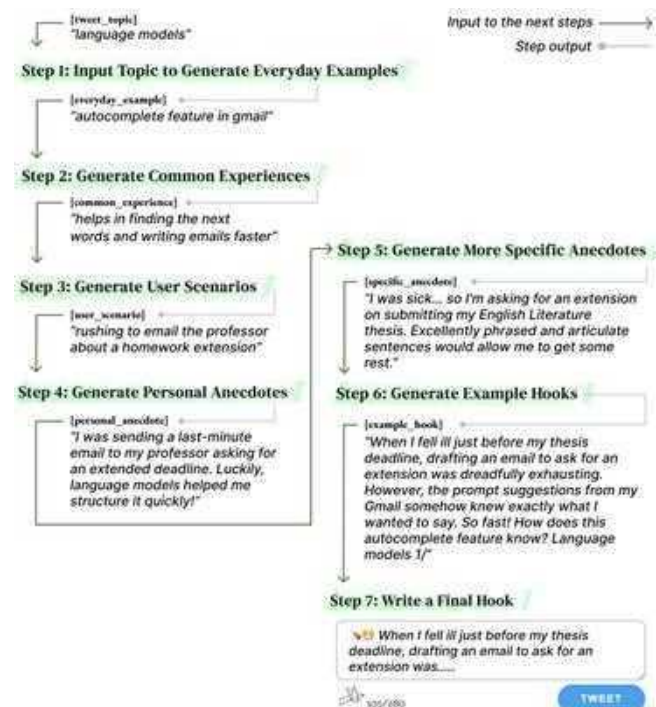 [tweet_topic]
"language models"
Input to the next steps
Step output
Step 1: Input Topic to Generate Everyday Examples
[everyday_example]
"autocomplete feature in gmail"
Step 2: Generate Common Experiences
[common_experience]
"helps in finding the next
words and writing emails faster"
Step 3: Generate User Scenarios
[user_scenario]
"rushing to email the professor
about a homework extension"
Step 4: Generate Personal Anecdotes
[personal_anecdote]
"I was sending a last-minute
email to my professor asking for
an extended deadline. Luckily,
language models helped me
structure it quickly!"
Step 5: Generate More Specific Anecdotes
[specific_anecdote]
"I was sick... so I'm asking for an extension
on submitting my English Literature
thesis. Excellently phrased and articulate
sentences would allow me to get some
rest."
Step 6: Generate Example Hooks
[example_hook]
"When I fell ill just before my thesis
deadline, drafting an email to ask for an
extension was dreadfully exhausting.
However, the prompt suggestions from my
Gmail somehow knew exactly what I
wanted to say. So fast! How does this
autocomplete feature know? Language
models 1/"
Step 7: Write a Final Hook
When I fell ill just before my thesis
deadline, drafting an email to ask for an
extension was.....
/280
TWEET